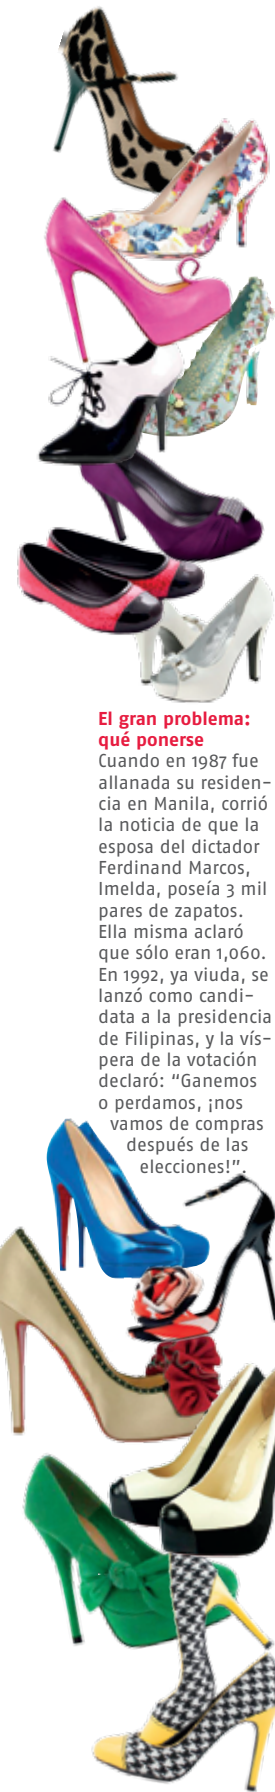 El gran problema:
qué ponerse
Cuando en 1987 fue
allanada su residen-
cia en Manila, corrió
la noticia de que la
esposa del dictador
Ferdinand Marcos,
Imelda, poseía 3 mil
pares de zapatos.
Ella misma aclaró
que sólo eran 1,060.
En 1992, ya viuda, se
lanzó como candi-
data a la presidencia
de Filipinas, y la vís-
pera de la votación
declaró: “Ganemos
o perdamos, ¡nos
vamos de compras
después de las
elecciones!”.